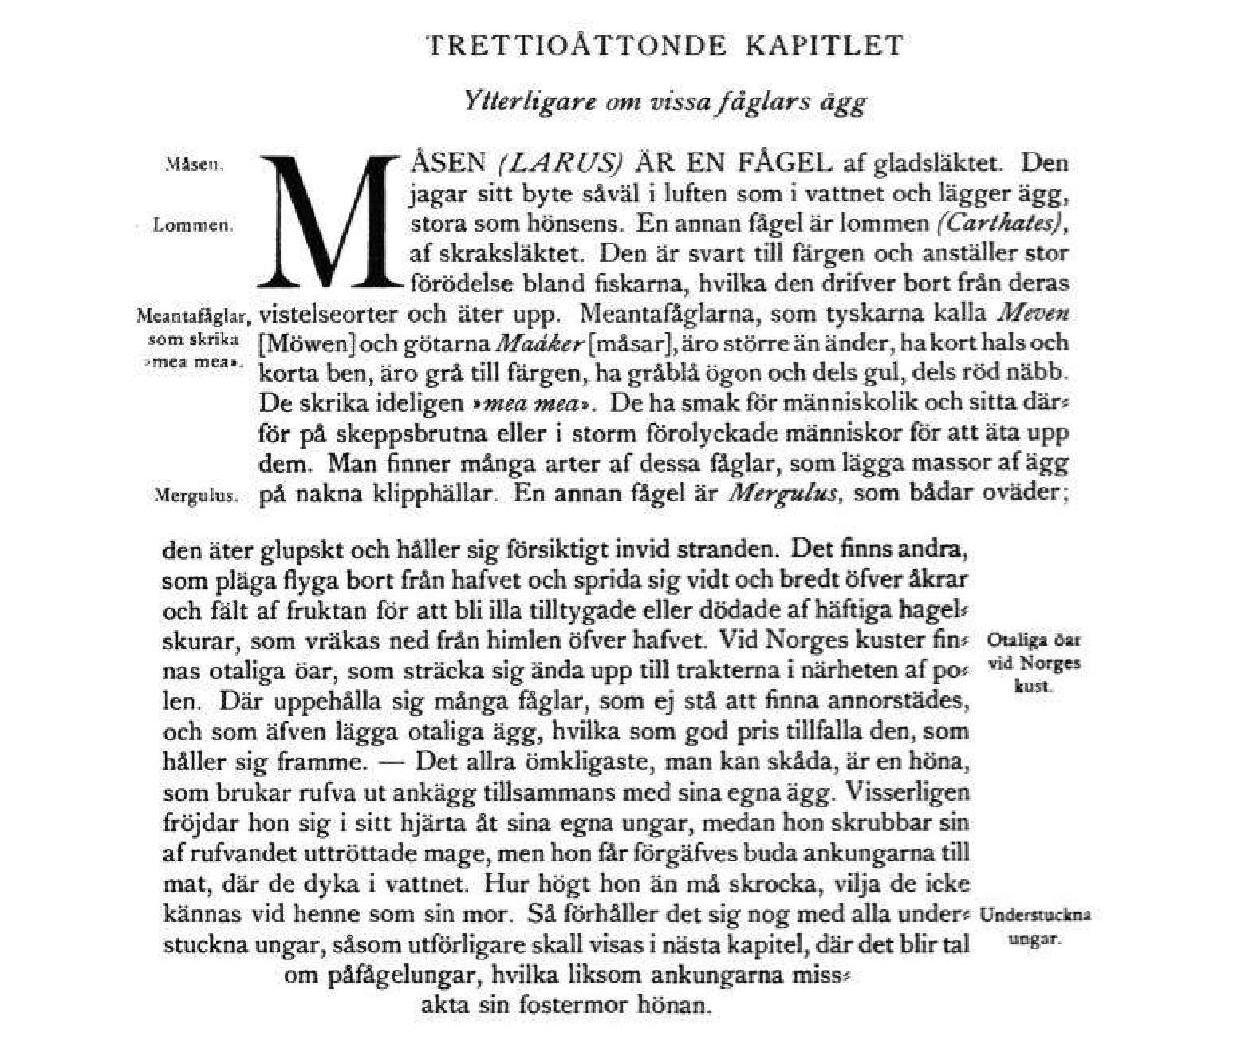 TRETTIOÅTTONDE KAPITLET
Ytterligare om vissa fåglars ägg
Måsen.
MÅSEN (LARUS) ÄR EN FÅGEL af gladsläktet. Den
jagar sitt byte såväl i luften som i vattnet och lägger ägg,
Lommen.
stora som hönsens. En annan fågel är lommen (Carthates),
af skraksläktet. Den är svart till färgen och anställer stor
förödelse bland fiskarna, hvilka den drifver bort från deras
Meantafåglar,
som skrika
»mea mea».
vistelseorter och äter upp. Meantafåglarna, som tyskarna kalla Meven
[Möwen] och götarna Maåker [måsar], äro större än änder, ha kort hals och
korta ben, äro grå till färgen, ha gråblå ögon och dels gul, dels röd näbb.
De skrika ideligen »mea mea». De ha smak för människolik och sitta där⸗
för på skeppsbrutna eller i storm förolyckade människor för att äta upp
dem. Man finner många arter af dessa fåglar, som lägga massor af ägg
Mergulus.
på nakna klipphällar. En annan fågel är Mergulus, som bådar oväder;
den äter glupskt och håller sig försiktigt invid stranden. Det finns andra,
som pläga flyga bort från hafvet och sprida sig vidt och bredt öfver åkrar
och fält af fruktan för att bli illa tilltygade eller dödade af häftiga hagel⸗
skurar, som vräkas ned från himlen öfver hafvet. Vid Norges kuster fin⸗
nas otaliga öar, som sträcka sig ända upp till trakterna i närheten af po⸗
len. Där uppehålla sig många fåglar, som ej stå att finna annorstädes,
Otaliga öar
vid Norges
kust.
och som äfven lägga otaliga ägg, hvilka som god pris tillfalla den, som
håller sig framme. — Det allra ömkligaste, man kan skåda, är en höna,
som brukar rufva ut ankägg tillsammans med sina egna ägg. Visserligen
fröjdar hon sig i sitt hjärta åt sina egna ungar, medan hon skrubbar sin
af rufvandet uttröttade mage, men hon får förgäfves buda ankungarna till
mat, där de dyka i vattnet. Hur högt hon än må skrocka, vilja de icke
kännas vid henne som sin mor. Så förhåller det sig nog med alla under⸗
stuckna ungar, såsom utförligare skall visas i nästa kapitel, där det blir tal
Understuckna
ungar.
om påfågelungar, hvilka liksom ankungarna miss⸗
akta sin fostermor hönan.